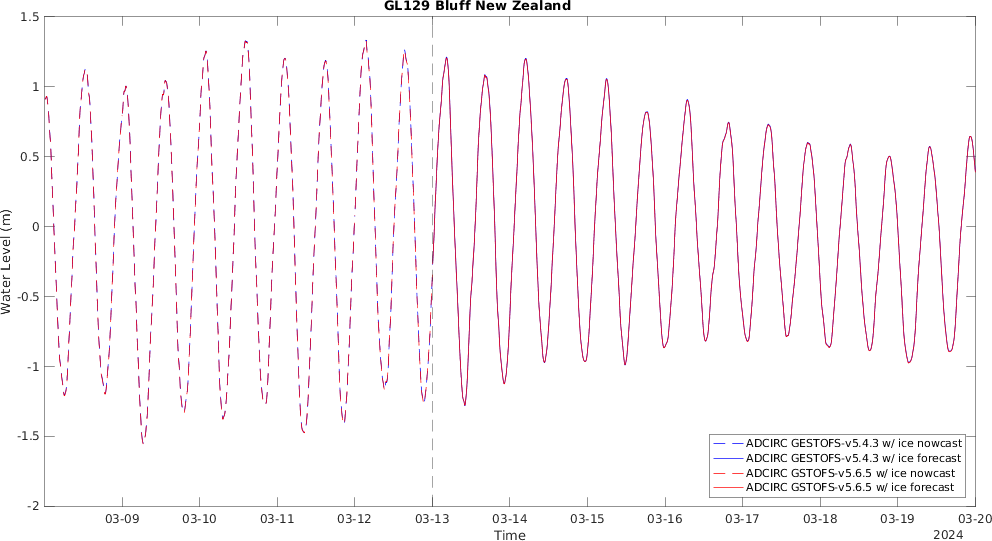 GL129 Bluff New Zealand
1.5
1
0.5
0
-0.5
-1
-1.5
-2
Water Level (m)
ADCIRC GESTOFS-v5.4.3 w/ ice nowcast
ADCIRC GESTOFS-v5.4.3 w/ ice forecast
ADCIRC GSTOFS-v5.6.5 w/ ice nowcast
ADCIRC GSTOFS-v5.6.5 w/ ice forecast
03-09 03-10 03-11 03-12 03-13 03-14 03-15 03-16 03-17 03-18 03-19 03-20
Time
2024